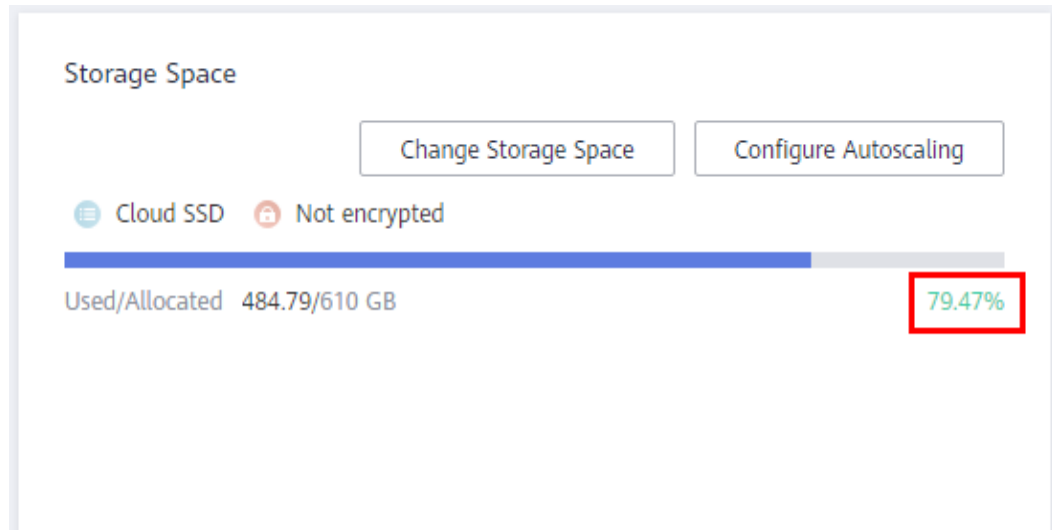 Storage Space
Change Storage Space Configure Autoscaling
Cloud SSD Not encrypted
Used/Allocated 484.79/610 GB 79.47%